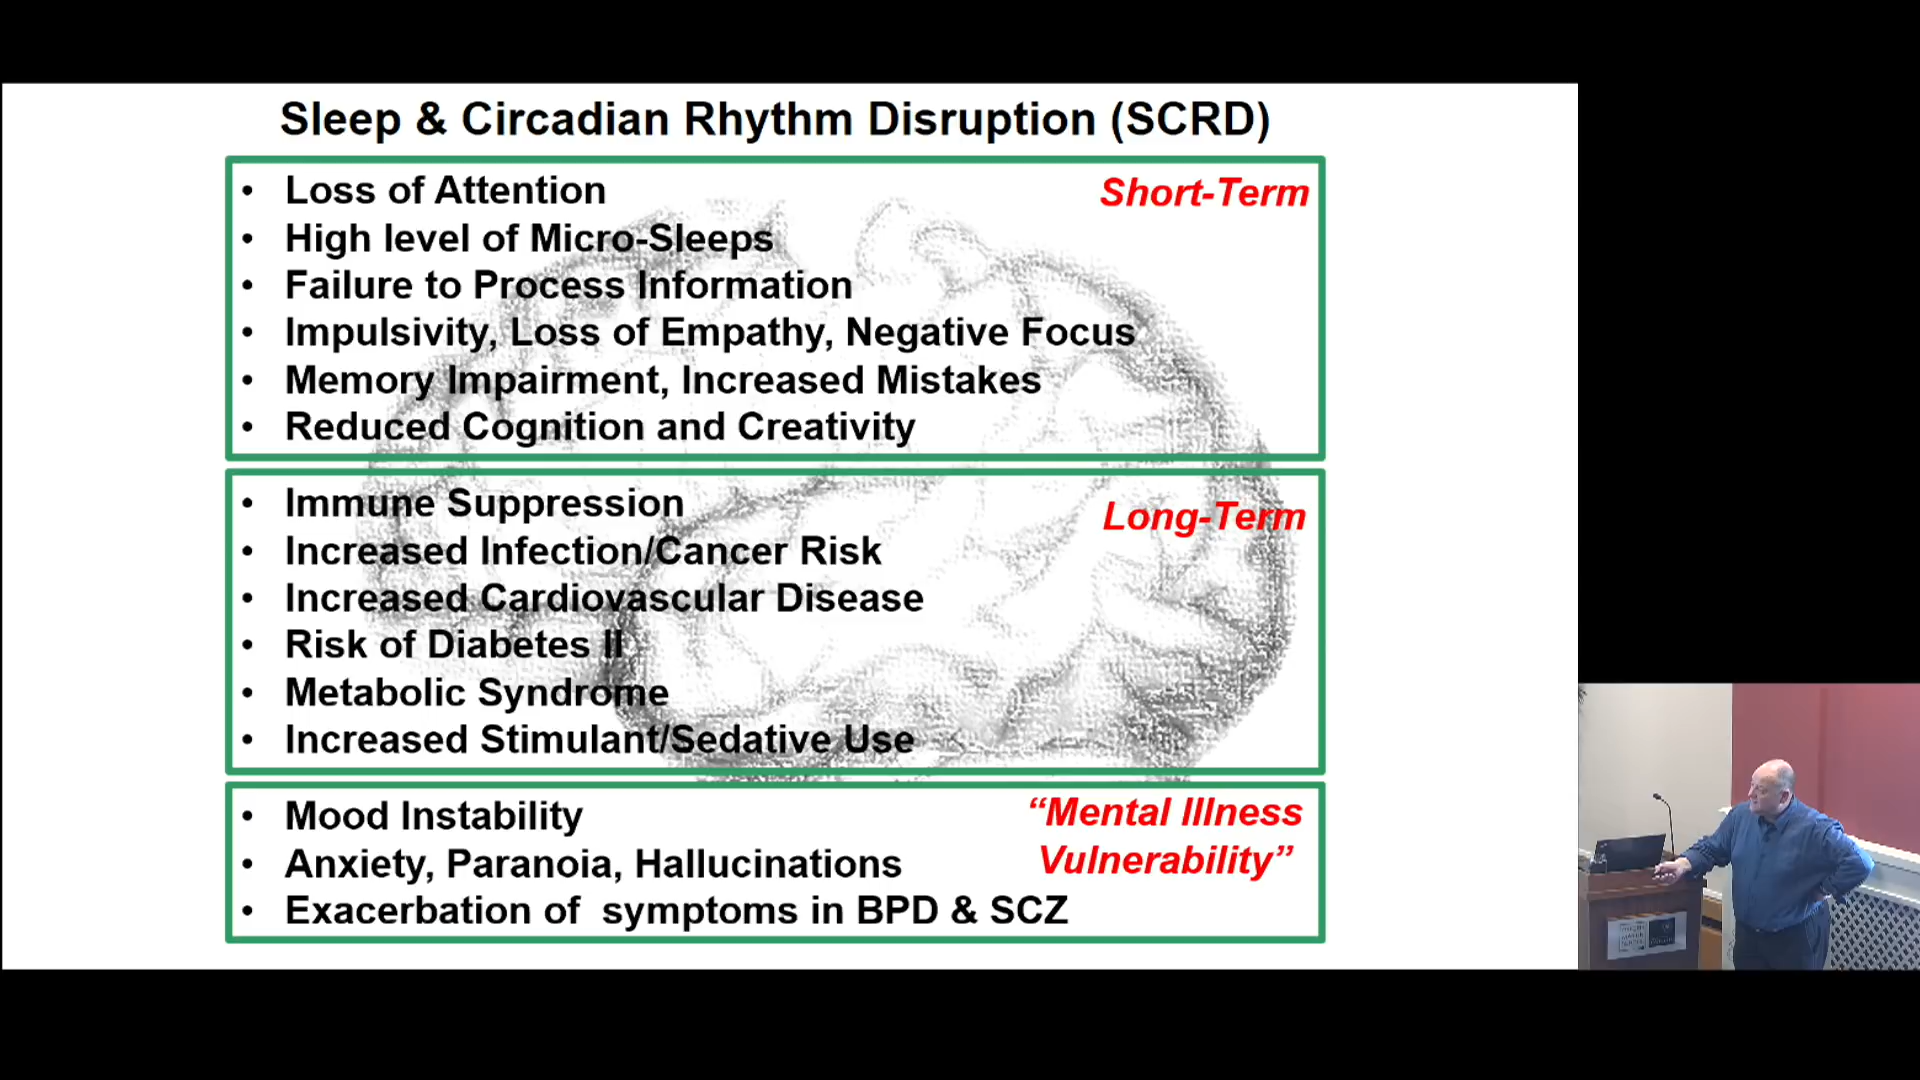 Sleep & Circadian Rhythm Disruption (SCRD)
• Loss of Attention
Short-Term
• High level of Micro-Sleeps
• Failure to Process Information
• Impulsivity, Loss of Empathy, Negative Focus
• Memory Impairment, Increased Mistakes
• Reduced Cognition and Creativity
• Immune Suppression
Long-Term
• Increased Infection/Cancer Risk
• Increased Cardiovascular Disease
• Risk of Diabetes II
• Metabolic Syndrome
• Increased Stimulant/Sedative Use
• Mood Instability
“Mental Illness
Vulnerability”
• Anxiety, Paranoia, Hallucinations
• Exacerbation of  symptoms in BPD & SCZ